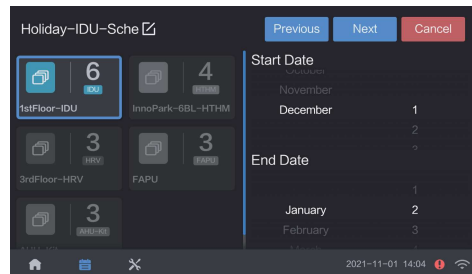 Holiday-IDU-Sche
Previous
Next
Cancel
6
IDU
1stFloor-IDU
4
HTHM
InnoPark-6BL-HTHM
3
HRV
3rdFloor-HRV
3
FAPU
FAPU
3
AHU-Kit
Start Date
October
November
December
1
2
End Date
1
January
2
February
3
2021-11-01 14:04